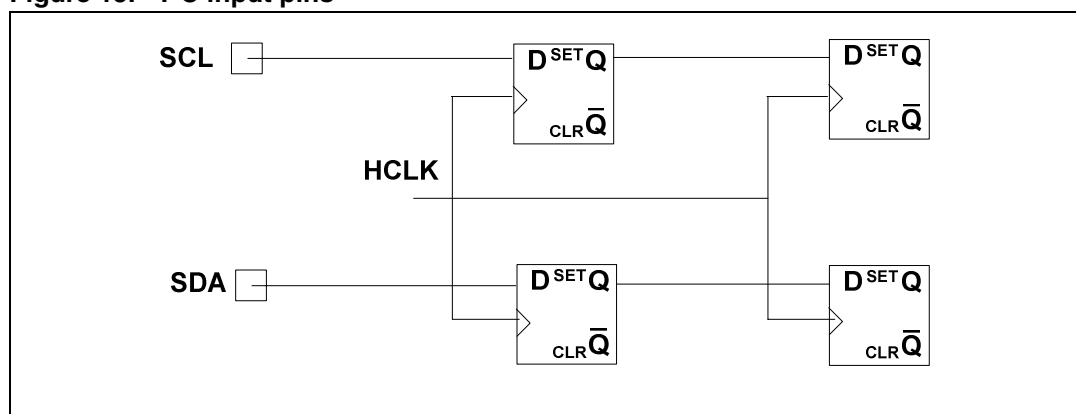 SCL D SET Q D SET Q
CLR Q̅ CLR Q̅
HCLK
SDA D SET Q D SET Q
CLR Q̅ CLR Q̅